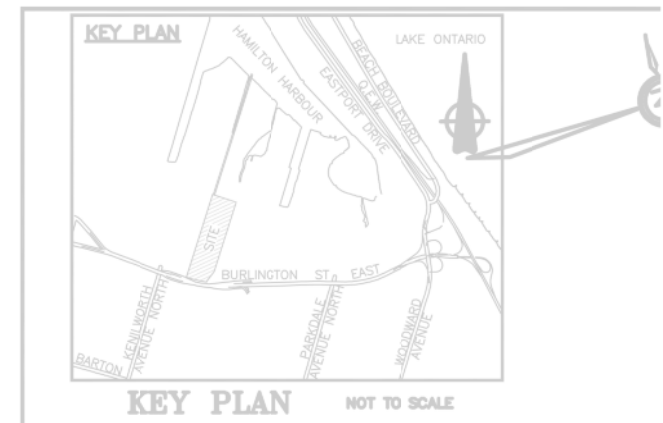 KEY PLAN
LAKE ONTARIO
HAMILTON HARBOUR
BEACH BOULEVARD
Q.E.W.
EASTPORT DRIVE
SITE
BURLINGTON ST EAST
KENILWORTH
AVENUE NORTH
PARKDALE
AVENUE NORTH
WOODWARD
AVENUE
BARTON
KEY PLAN
NOT TO SCALE